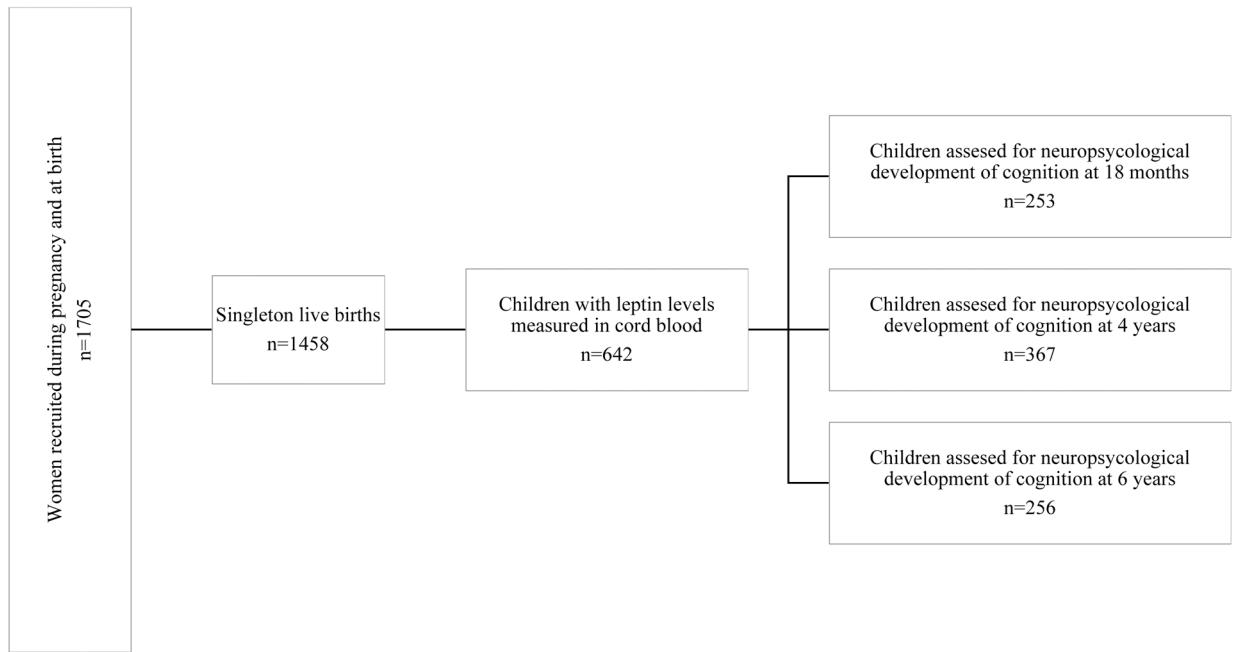 Women recruited during pregnancy and at birth
n=1705
Singleton live births
n=1458
Children with leptin levels
measured in cord blood
n=642
Children assesed for neuropsycological
development of cognition at 18 months
n=253
Children assesed for neuropsycological
development of cognition at 4 years
n=367
Children assesed for neuropsycological
development of cognition at 6 years
n=256